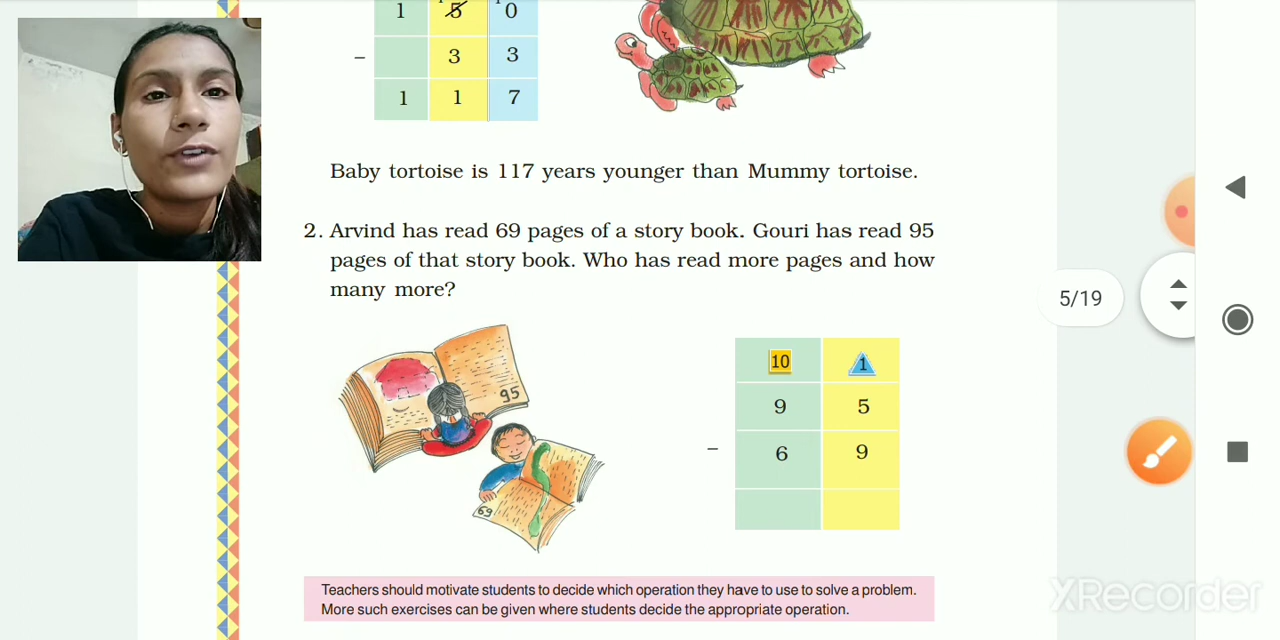 1 5 0
– 3 3
1 1 7
Baby tortoise is 117 years younger than Mummy tortoise.
2. Arvind has read 69 pages of a story book. Gouri has read 95
pages of that story book. Who has read more pages and how
many more?
5/19
95
69
10 1
9 5
– 6 9
Teachers should motivate students to decide which operation they have to use to solve a problem.
More such exercises can be given where students decide the appropriate operation.
XRecorder